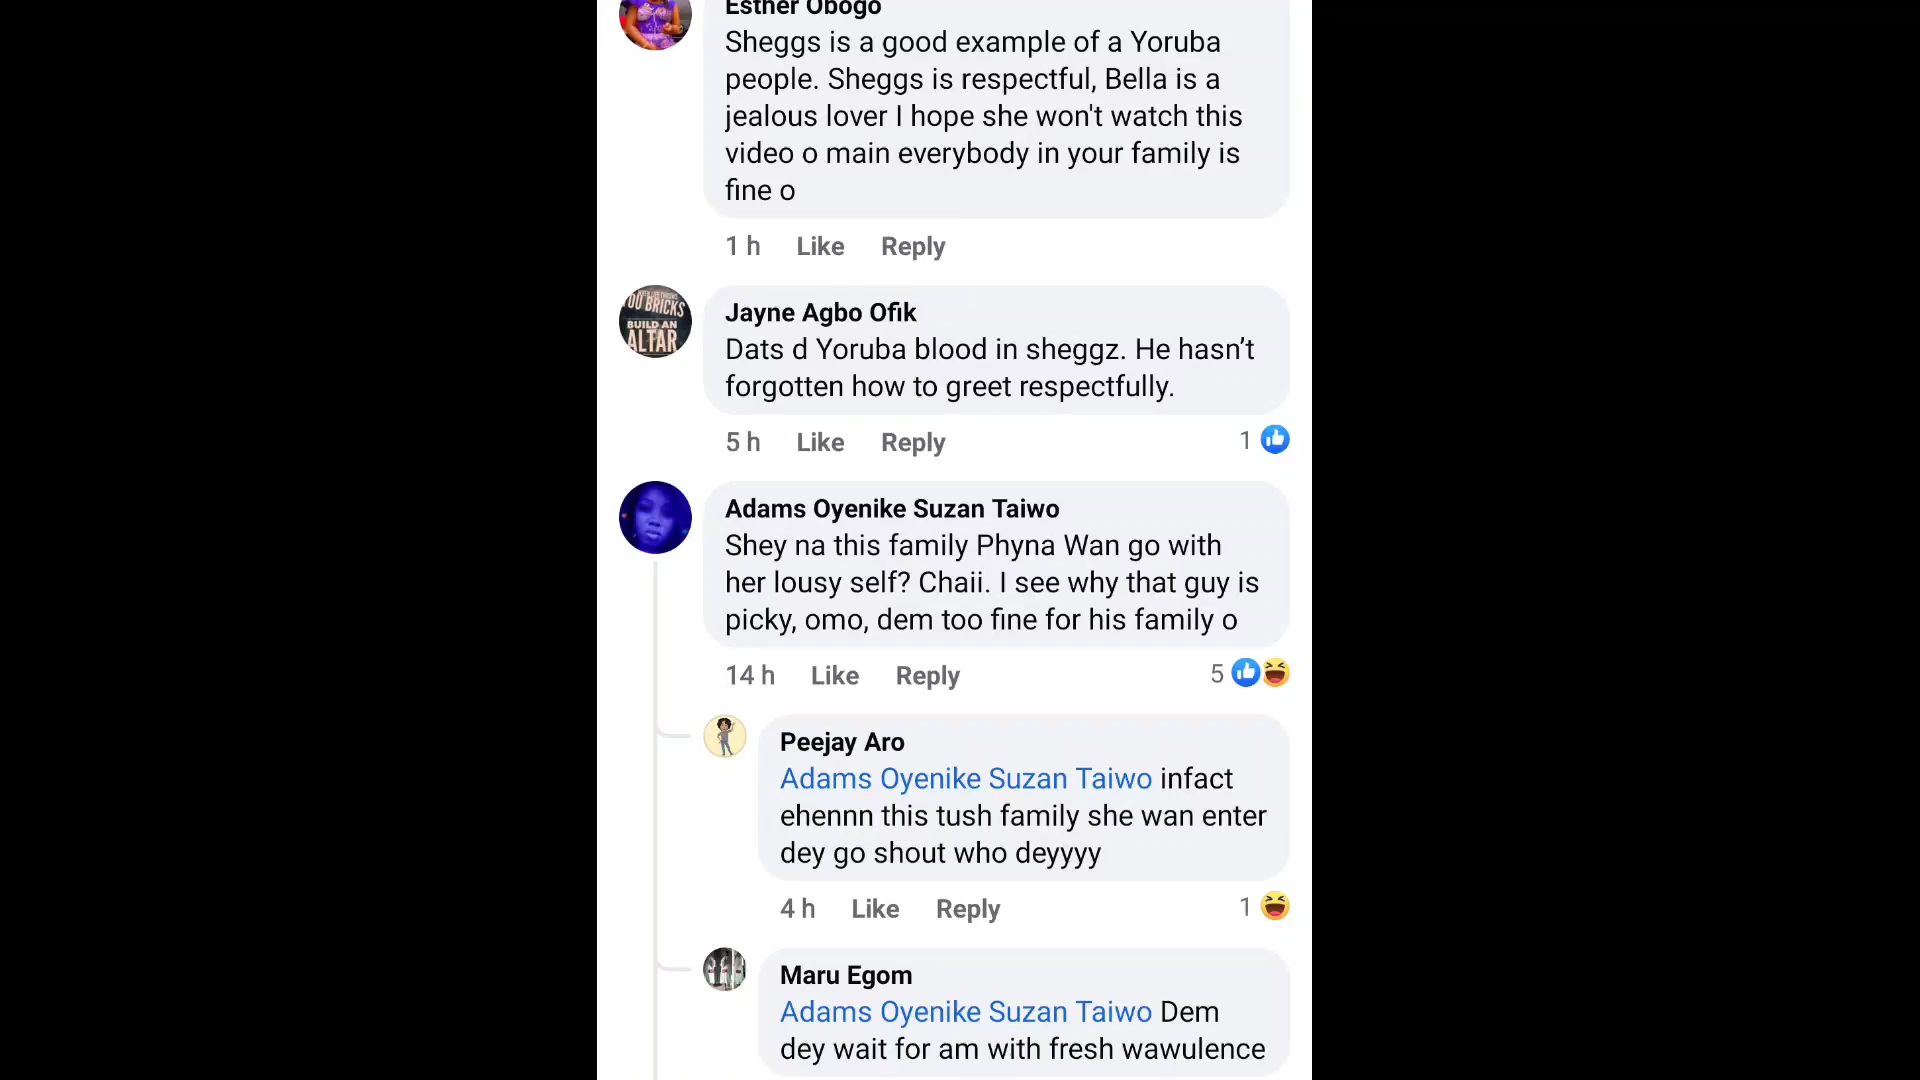 Esther Obogo
Sheggs is a good example of a Yoruba
people. Sheggs is respectful, Bella is a
jealous lover I hope she won't watch this
video o main everybody in your family is
fine o
1 h Like Reply
YOU BRICKS
BUILD AN
ALTAR
Jayne Agbo Ofik
Dats d Yoruba blood in sheggz. He hasn’t
forgotten how to greet respectfully.
5 h Like Reply 1
Adams Oyenike Suzan Taiwo
Shey na this family Phyna Wan go with
her lousy self? Chaii. I see why that guy is
picky, omo, dem too fine for his family o
14 h Like Reply 5
Peejay Aro
Adams Oyenike Suzan Taiwo infact
ehennn this tush family she wan enter
dey go shout who deyyyy
4 h Like Reply 1
Maru Egom
Adams Oyenike Suzan Taiwo Dem
dey wait for am with fresh wawulence